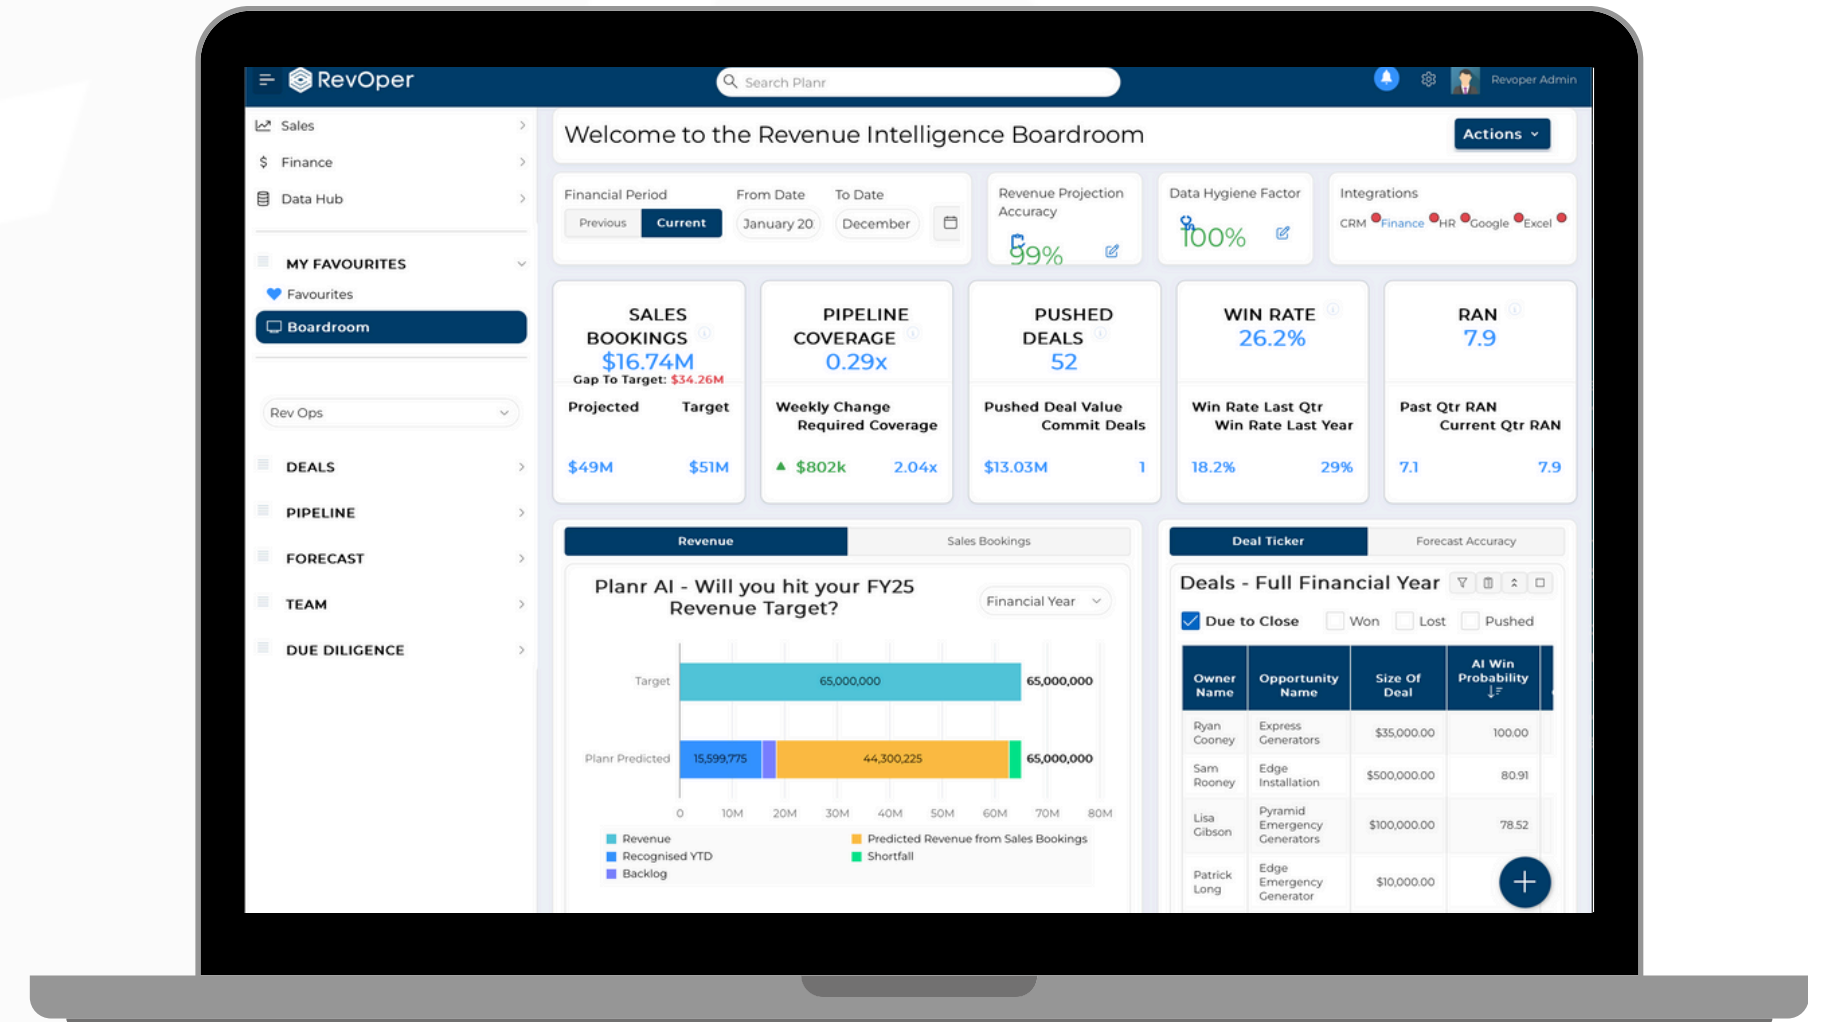 RevOper
Search Planr
Revoper Admin
Sales
Finance
Data Hub
MY FAVOURITES
Favourites
Boardroom
Rev Ops
DEALS
PIPELINE
FORECAST
TEAM
DUE DILIGENCE
Welcome to the Revenue Intelligence Boardroom
Actions
Financial Period
From Date
To Date
Previous
Current
January 20
December
Revenue Projection
Accuracy
99%
Data Hygiene Factor
100%
Integrations
CRM Finance HR Google Excel
SALES
BOOKINGS
$16.74M
Gap To Target: $34.26M
Projected Target
$49M $51M
PIPELINE
COVERAGE
0.29x
Weekly Change
Required Coverage
$802k 2.04x
PUSHED
DEALS
52
Pushed Deal Value
Commit Deals
$13.03M 1
WIN RATE
26.2%
Win Rate Last Qtr
Win Rate Last Year
18.2% 29%
RAN
7.9
Past Qtr RAN
Current Qtr RAN
7.1 7.9
Revenue
Sales Bookings
Planr AI - Will you hit your FY25
Revenue Target?
Financial Year
Target 65,000,000 65,000,000
Planr Predicted 15,599,775 44,300,225 65,000,000
0 10M 20M 30M 40M 50M 60M 70M 80M
Revenue
Recognised YTD
Backlog
Predicted Revenue from Sales Bookings
Shortfall
Deal Ticker
Forecast Accuracy
Deals - Full Financial Year
Due to Close Won Lost Pushed
Owner
Name
Opportunity
Name
Size Of
Deal
AI Win
Probability
Ryan
Cooney
Express
Generators
$35,000.00
100.00
Sam
Rooney
Edge
Installation
$500,000.00
80.91
Lisa
Gibson
Pyramid
Emergency
Generators
$100,000.00
78.52
Patrick
Long
Edge
Emergency
Generator
$10,000.00